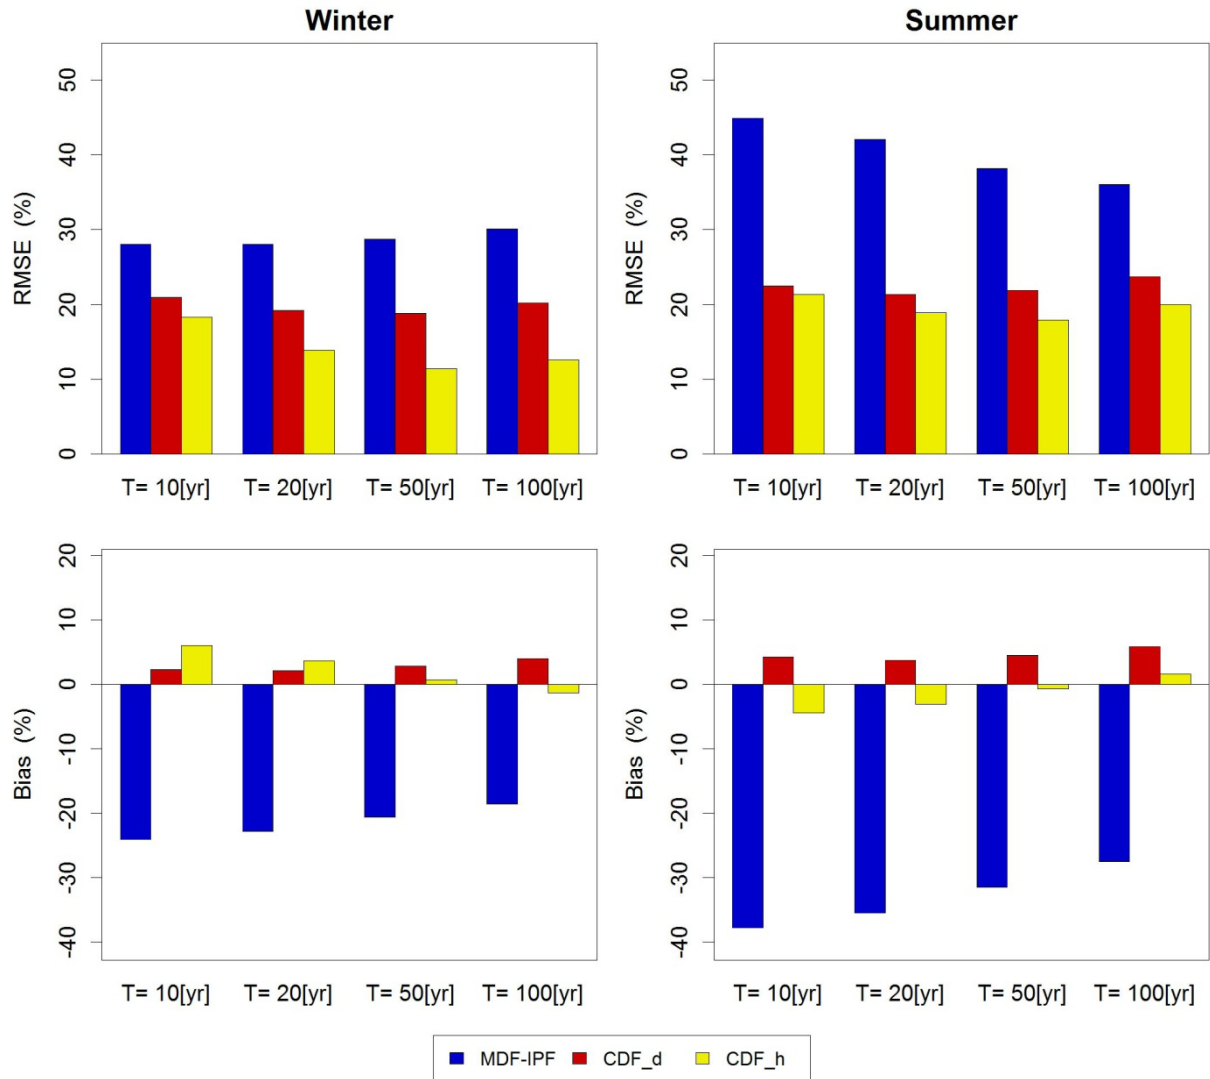 Winter
Summer
RMSE (%)
50
40
30
20
10
0
T= 10[yr] T= 20[yr] T= 50[yr] T= 100[yr]
RMSE (%)
50
40
30
20
10
0
T= 10[yr] T= 20[yr] T= 50[yr] T= 100[yr]
Bias (%)
20
10
0
-10
-20
-30
-40
T= 10[yr] T= 20[yr] T= 50[yr] T= 100[yr]
Bias (%)
20
10
0
-10
-20
-30
-40
T= 10[yr] T= 20[yr] T= 50[yr] T= 100[yr]
MDF-IPF CDF_d CDF_h